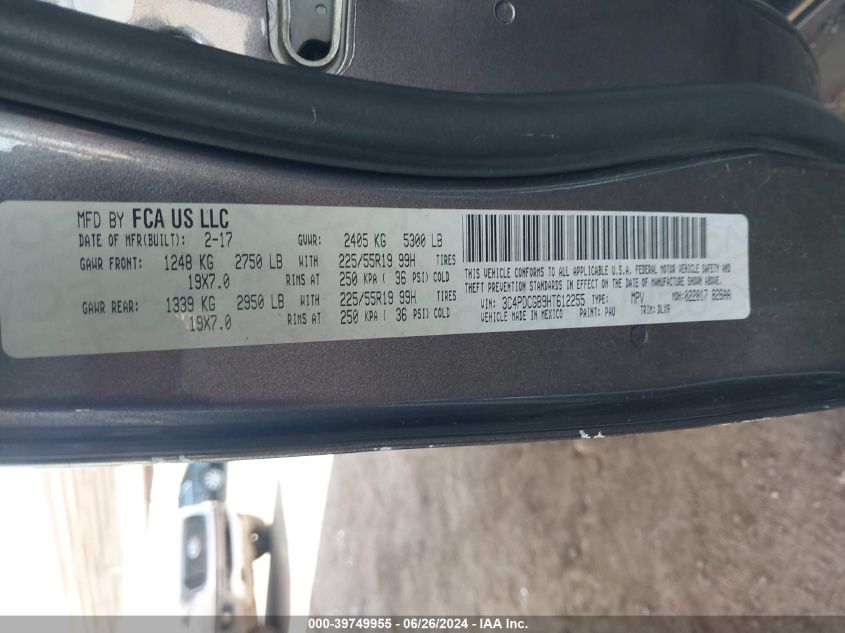 MFD BY FCA US LLC
DATE OF MFR(BUILT): 2-17 GVWR: 2405 KG 5300 LB
GAWR FRONT: 1248 KG 2750 LB WITH 225/55R19 99H TIRES
19X7.0 RIMS AT 250 KPA ( 36 PSI) COLD
GAWR REAR: 1339 KG 2950 LB WITH 225/55R19 99H TIRES
19X7.0 RIMS AT 250 KPA ( 36 PSI) COLD
THIS VEHICLE CONFORMS TO ALL APPLICABLE U.S.A. FEDERAL MOTOR VEHICLE SAFETY AND
THEFT PREVENTION STANDARDS IN EFFECT ON THE DATE OF MANUFACTURE SHOWN ABOVE.
VIN: 3C4PDCGB9HT612255 TYPE: MPV MDH:022017 826AA
VEHICLE MADE IN MEXICO PAINT: PAU TRIM: DLX9
000-39749955 - 06/26/2024 - IAA Inc.